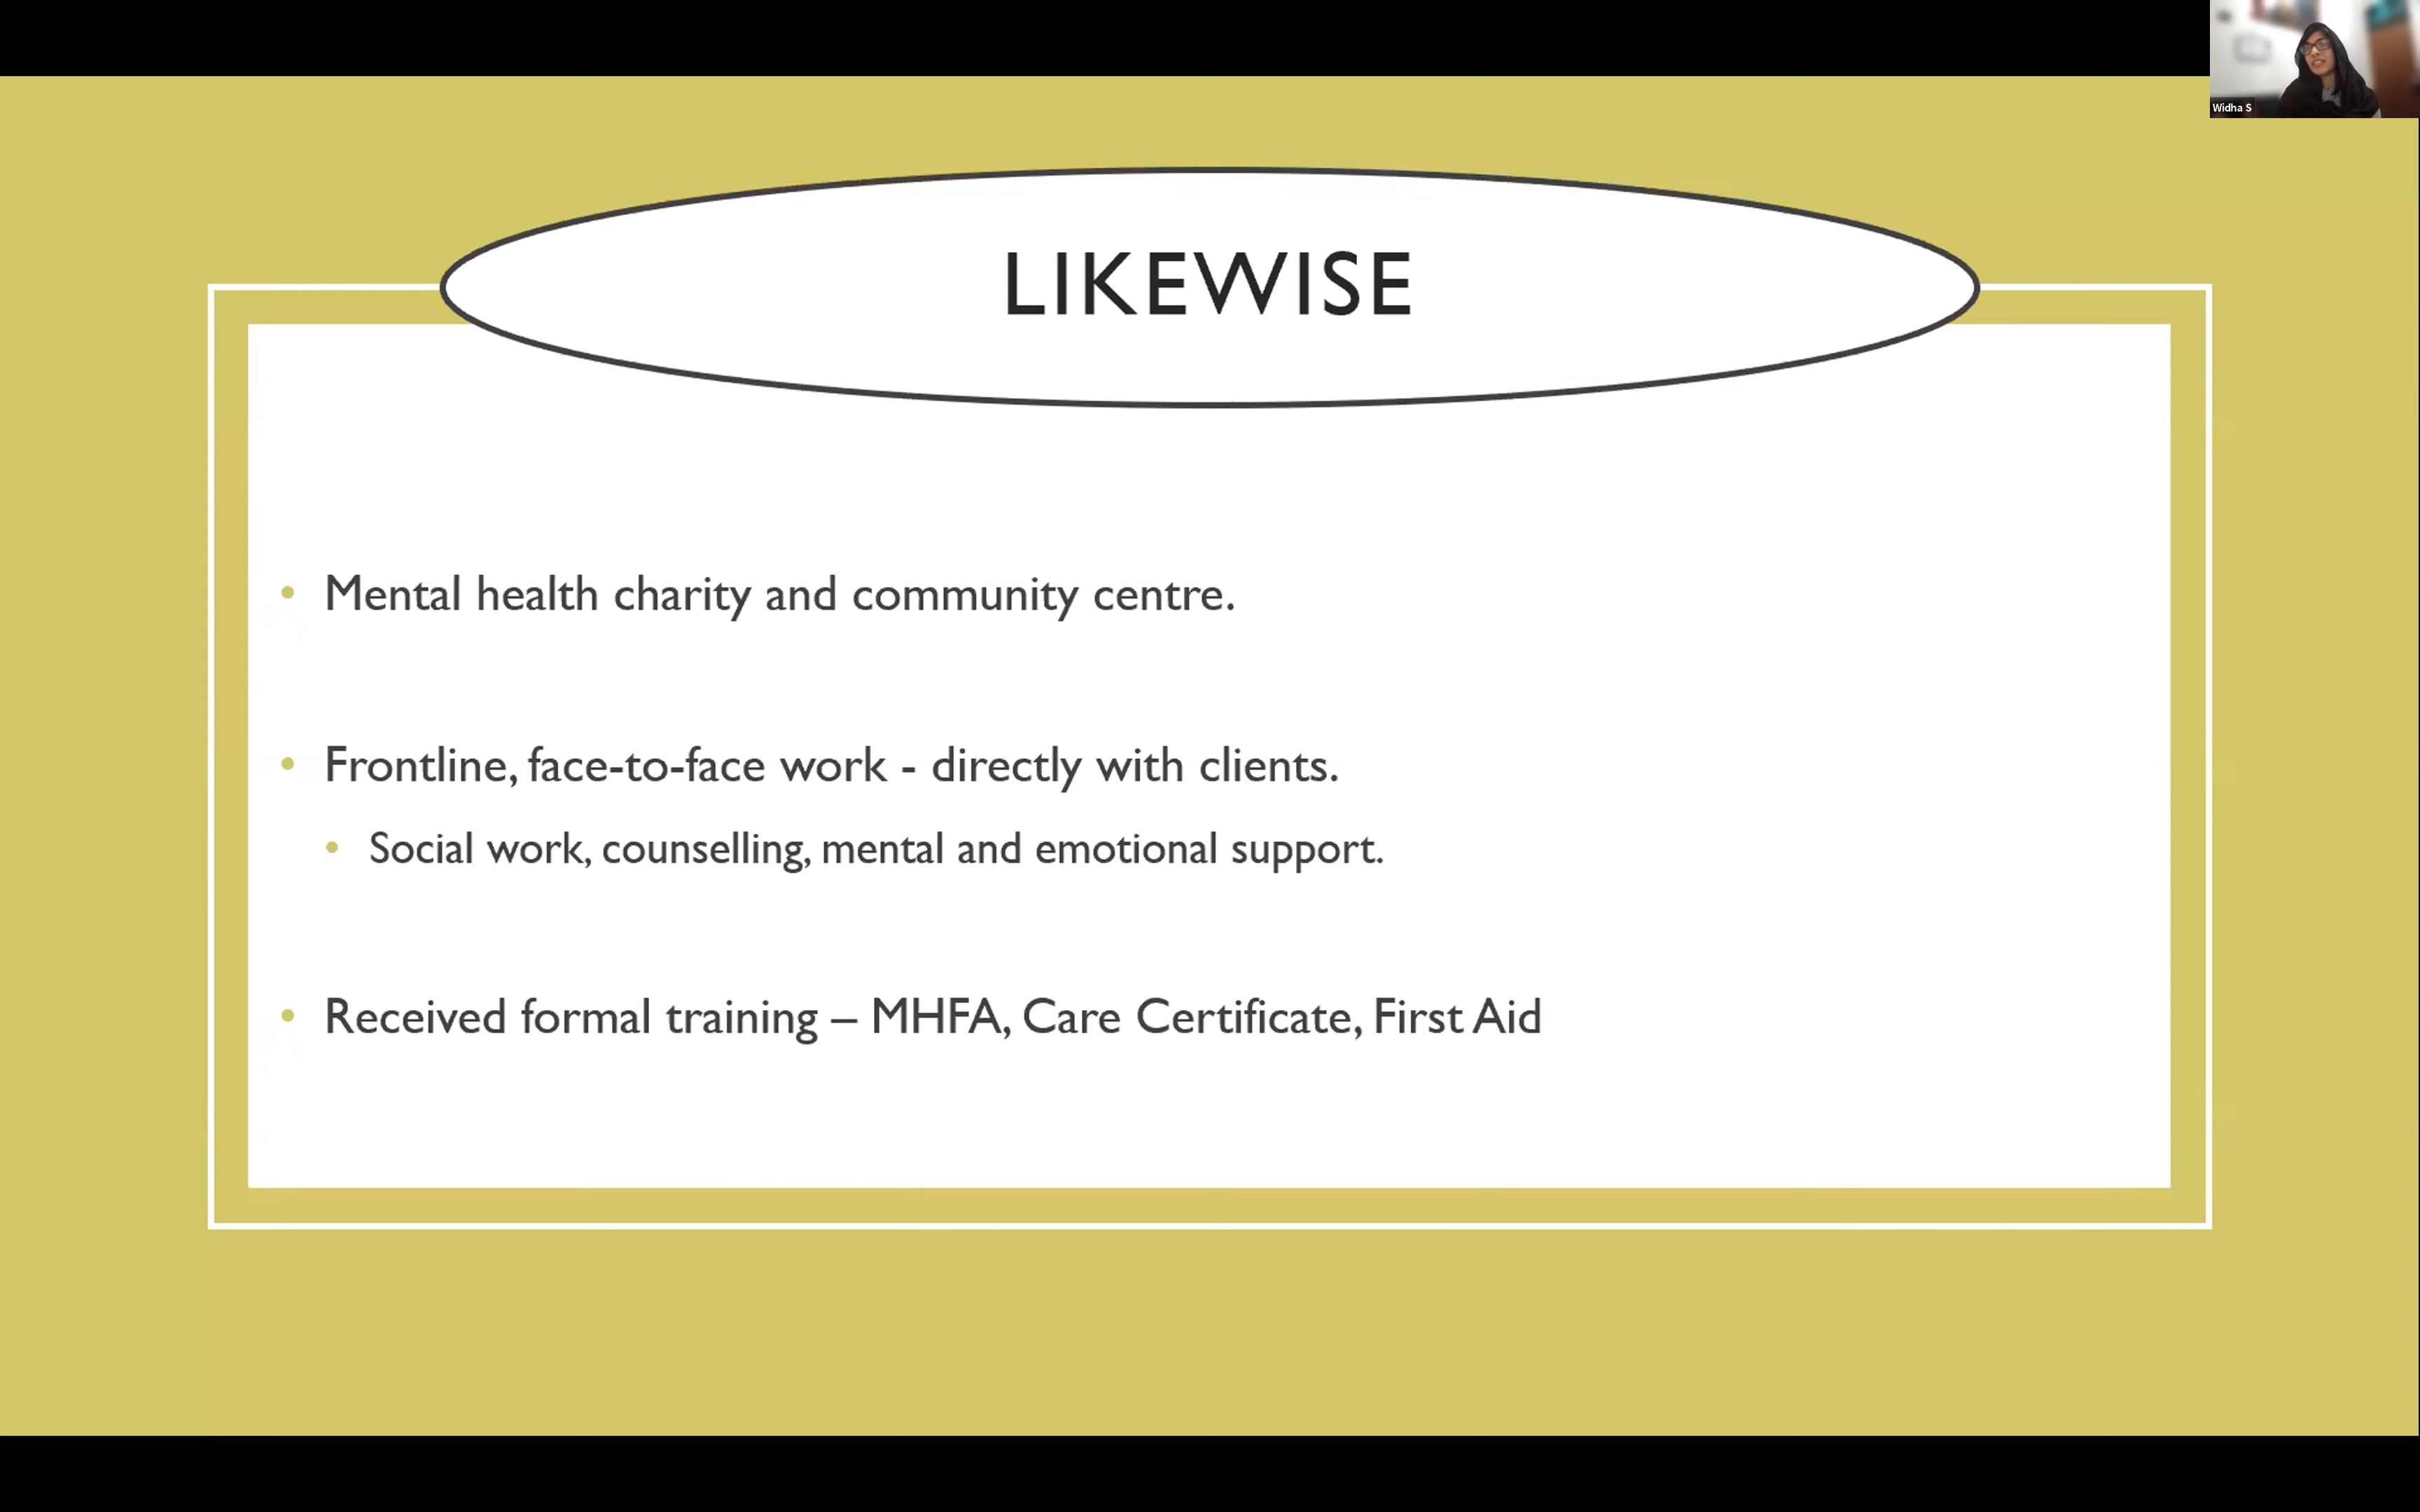 Widha S
LIKEWISE
• Mental health charity and community centre.
• Frontline, face-to-face work - directly with clients.
• Social work, counselling, mental and emotional support.
• Received formal training – MHFA, Care Certificate, First Aid